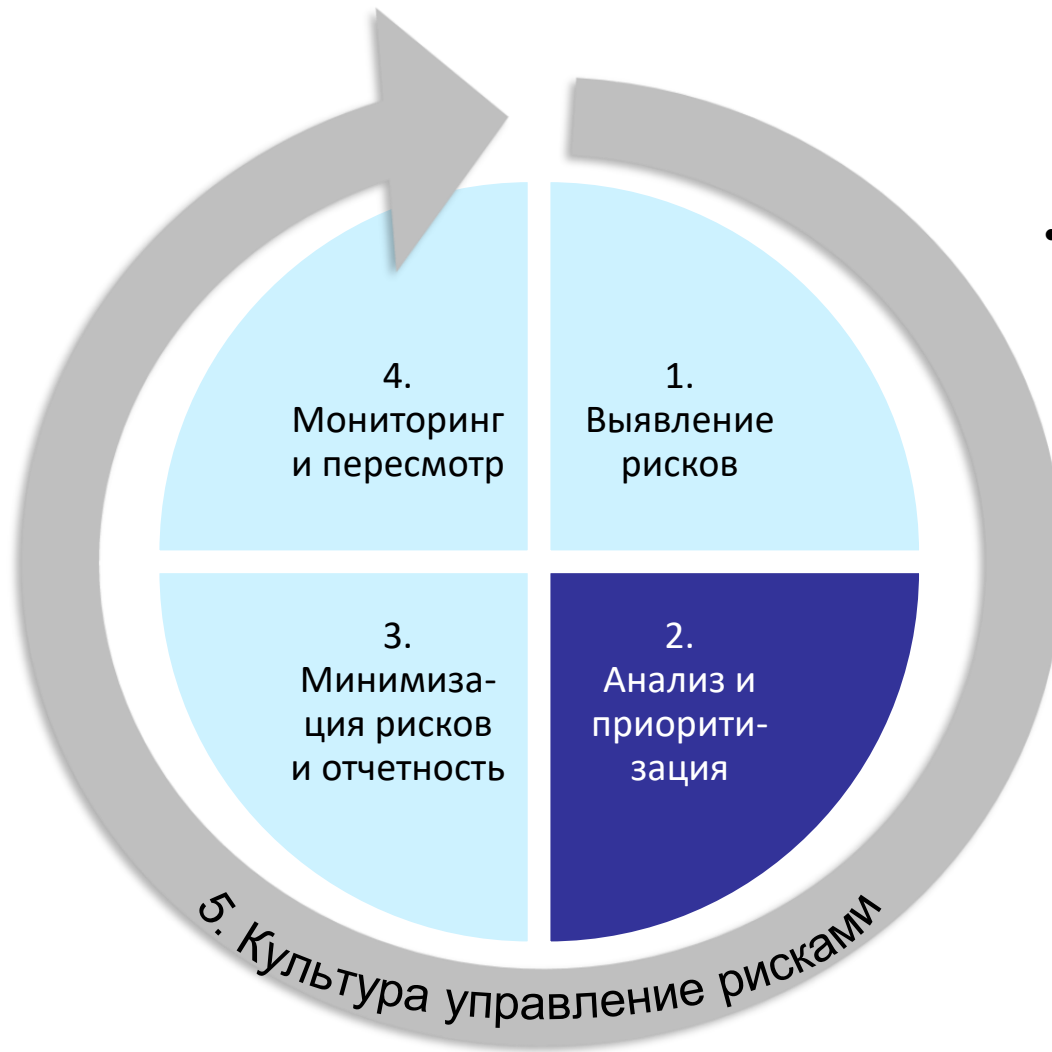 4.
Мониторинг
и пересмотр
1.
Выявление
рисков
3.
Минимиза-
ция рисков
и отчетность
2.
Анализ и
приорити-
зация
5. Культура управление рисками
•